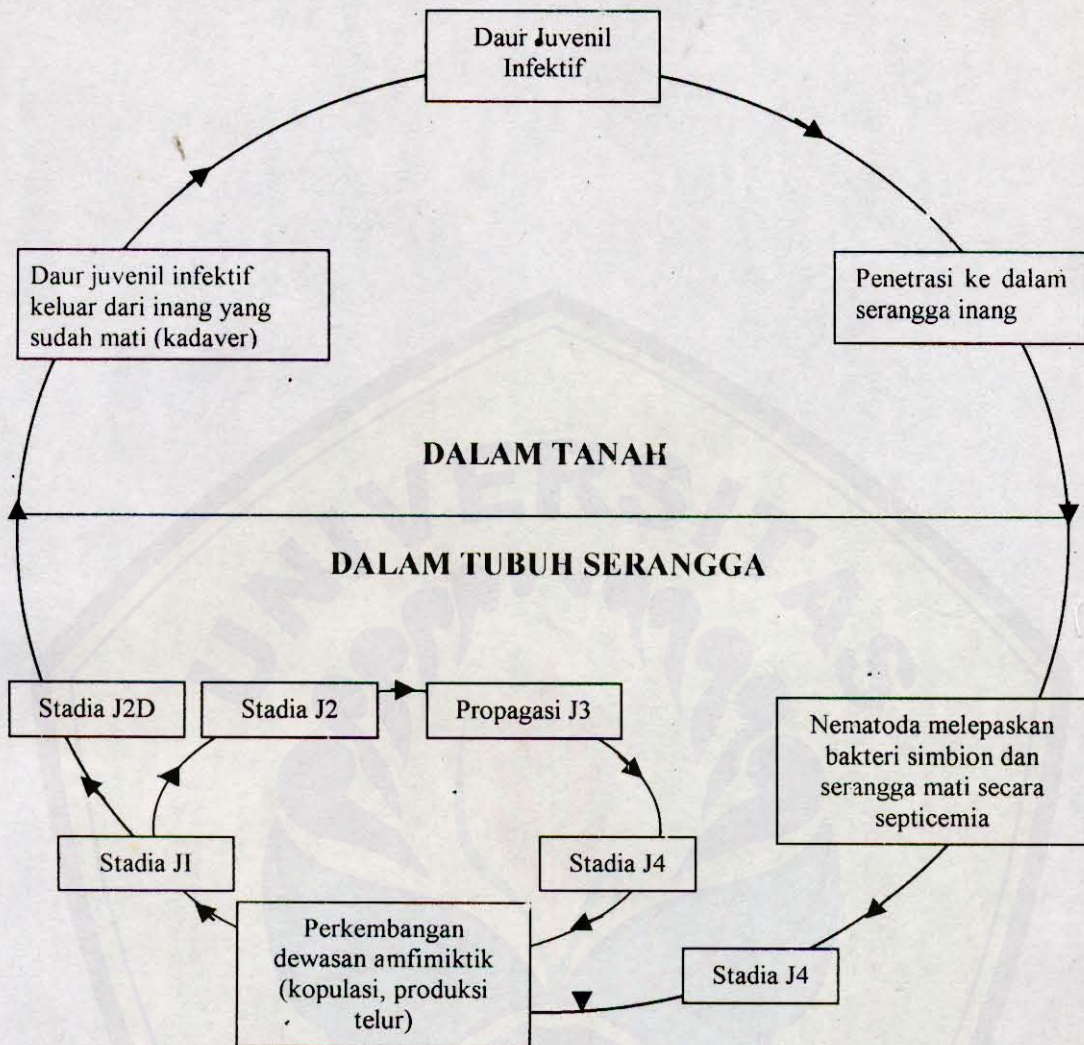 Daur Juvenil
Infektif
Daur juvenil infektif
keluar dari inang yang
sudah mati (kadaver)
Penetrasi ke dalam
serangga inang
DALAM TANAH
DALAM TUBUH SERANGGA
UNIVERSITAS
Stadia J2D
Stadia J2
Propagasi J3
Nematoda melepaskan
bakteri simbion dan
serangga mati secara
septicemia
Stadia JI
Stadia J4
Perkembangan
dewasan amfimiktik
(kopulasi, produksi
telur)
Stadia J4